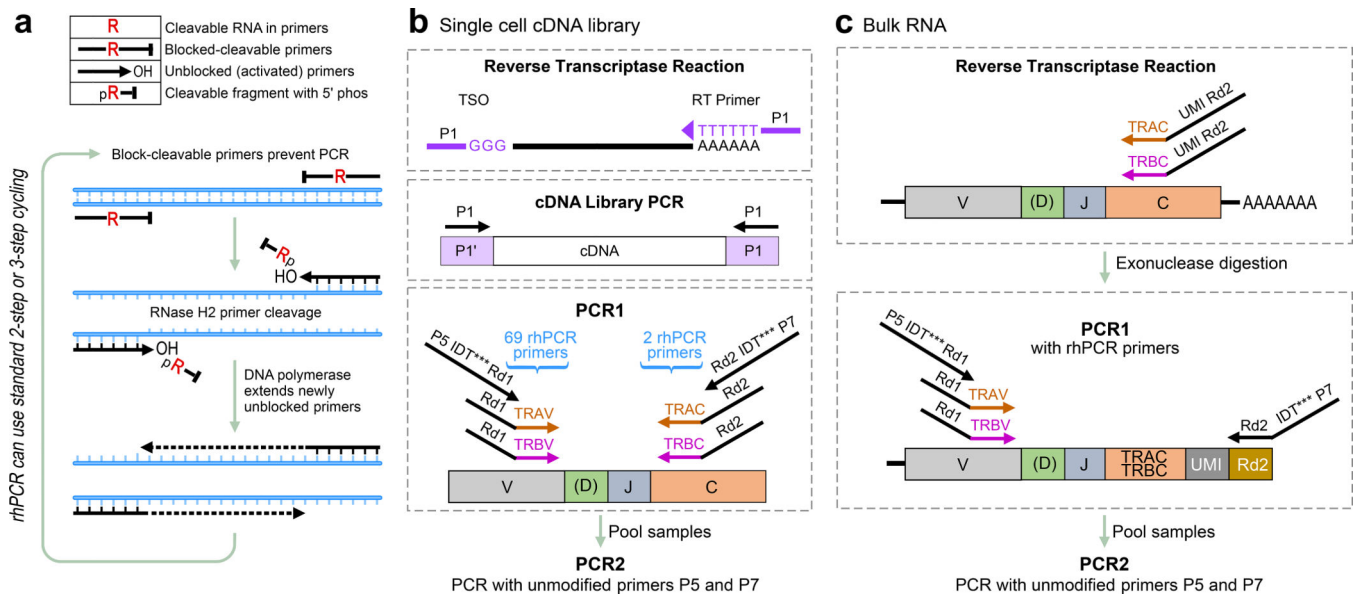 a
R Cleavable RNA in primers
R Blocked-cleavable primers
OH Unblocked (activated) primers
pR Cleavable fragment with 5' phos
rhPCR can use standard 2-step or 3-step cycling
Block-cleavable primers prevent PCR
R
R
R
p
HO
RNase H2 primer cleavage
OH
pR
DNA polymerase
extends newly
unblocked primers
b Single cell cDNA library
Reverse Transcriptase Reaction
TSO RT Primer
P1 GGG TTTTTT P1
AAAAAA
cDNA Library PCR
P1 P1
P1' cDNA P1
PCR1
69 rhPCR
primers
2 rhPCR
primers
P5 IDT*** Rd1
Rd2 IDT*** P7
Rd1 TRAV TRAC Rd2
Rd1 TRBV TRBC Rd2
V (D) J C
Pool samples
PCR2
PCR with unmodified primers P5 and P7
c Bulk RNA
Reverse Transcriptase Reaction
TRAC UMI Rd2
TRBC UMI Rd2
V (D) J C AAAAAAA
Exonuclease digestion
PCR1
with rhPCR primers
P5 IDT*** Rd1
Rd1 TRAV
Rd1 TRBV
Rd2 IDT*** P7
V (D) J TRAC
TRBC UMI Rd2
Pool samples
PCR2
PCR with unmodified primers P5 and P7